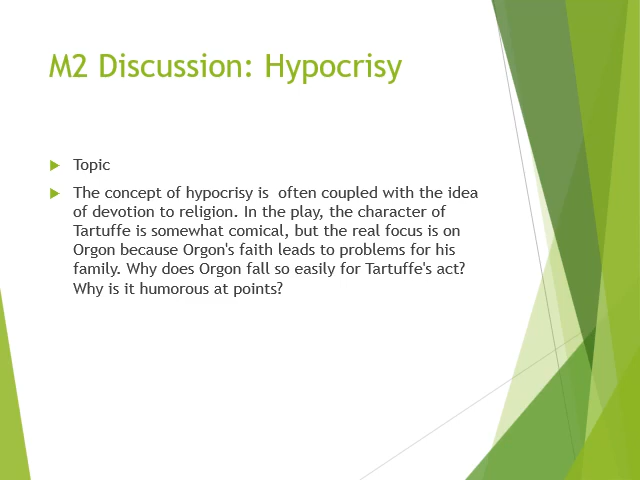 M2 Discussion: Hypocrisy
Topic
The concept of hypocrisy is  often coupled with the idea
of devotion to religion. In the play, the character of
Tartuffe is somewhat comical, but the real focus is on
Orgon because Orgon's faith leads to problems for his
family. Why does Orgon fall so easily for Tartuffe's act?
Why is it humorous at points?